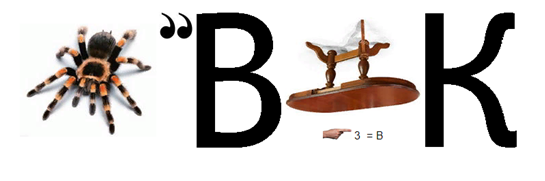 ”В К
3 = В